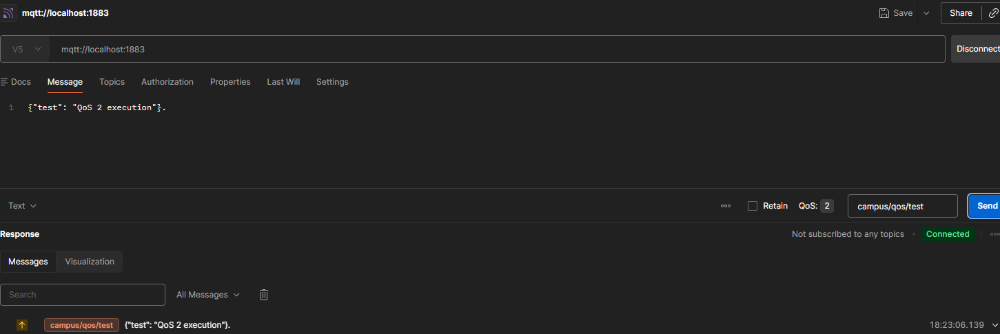 mqtt://localhost:1883 Save Share
V5 mqtt://localhost:1883 Disconnect
Docs Message Topics Authorization Properties Last Will Settings
1 {"test": "QoS 2 execution"}.
Text Retain QoS: 2 campus/qos/test Send
Response Not subscribed to any topics Connected
Messages Visualization
Search All Messages
campus/qos/test {"test": "QoS 2 execution"}. 18:23:06.139